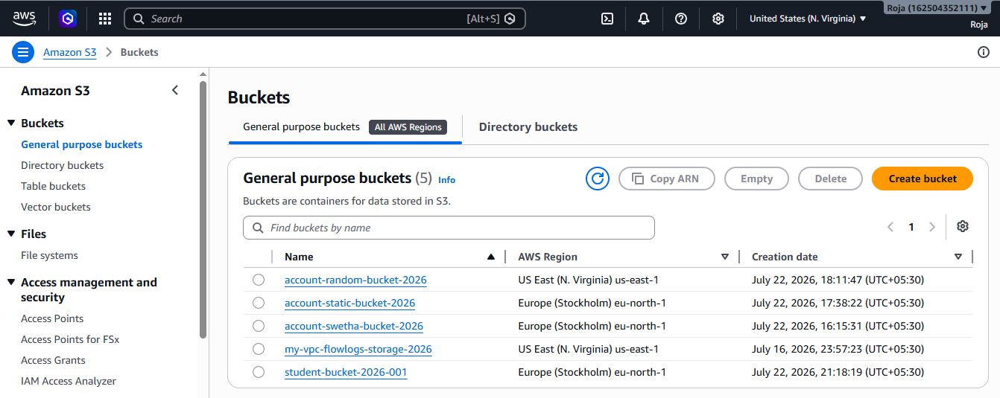 aws
Search
[Alt+S]
United States (N. Virginia)
Roja (162504352111)
Roja
Amazon S3
Buckets
Amazon S3
Buckets
General purpose buckets
Directory buckets
Table buckets
Vector buckets
Files
File systems
Access management and
security
Access Points
Access Points for FSx
Access Grants
IAM Access Analyzer
Buckets
General purpose buckets All AWS Regions Directory buckets
General purpose buckets (5) Info
Copy ARN Empty Delete Create bucket
Buckets are containers for data stored in S3.
Find buckets by name
1
Name AWS Region Creation date
account-random-bucket-2026 US East (N. Virginia) us-east-1 July 22, 2026, 18:11:47 (UTC+05:30)
account-static-bucket-2026 Europe (Stockholm) eu-north-1 July 22, 2026, 17:38:22 (UTC+05:30)
account-swetha-bucket-2026 Europe (Stockholm) eu-north-1 July 22, 2026, 16:15:31 (UTC+05:30)
my-vpc-flowlogs-storage-2026 US East (N. Virginia) us-east-1 July 16, 2026, 23:57:23 (UTC+05:30)
student-bucket-2026-001 Europe (Stockholm) eu-north-1 July 22, 2026, 21:18:19 (UTC+05:30)